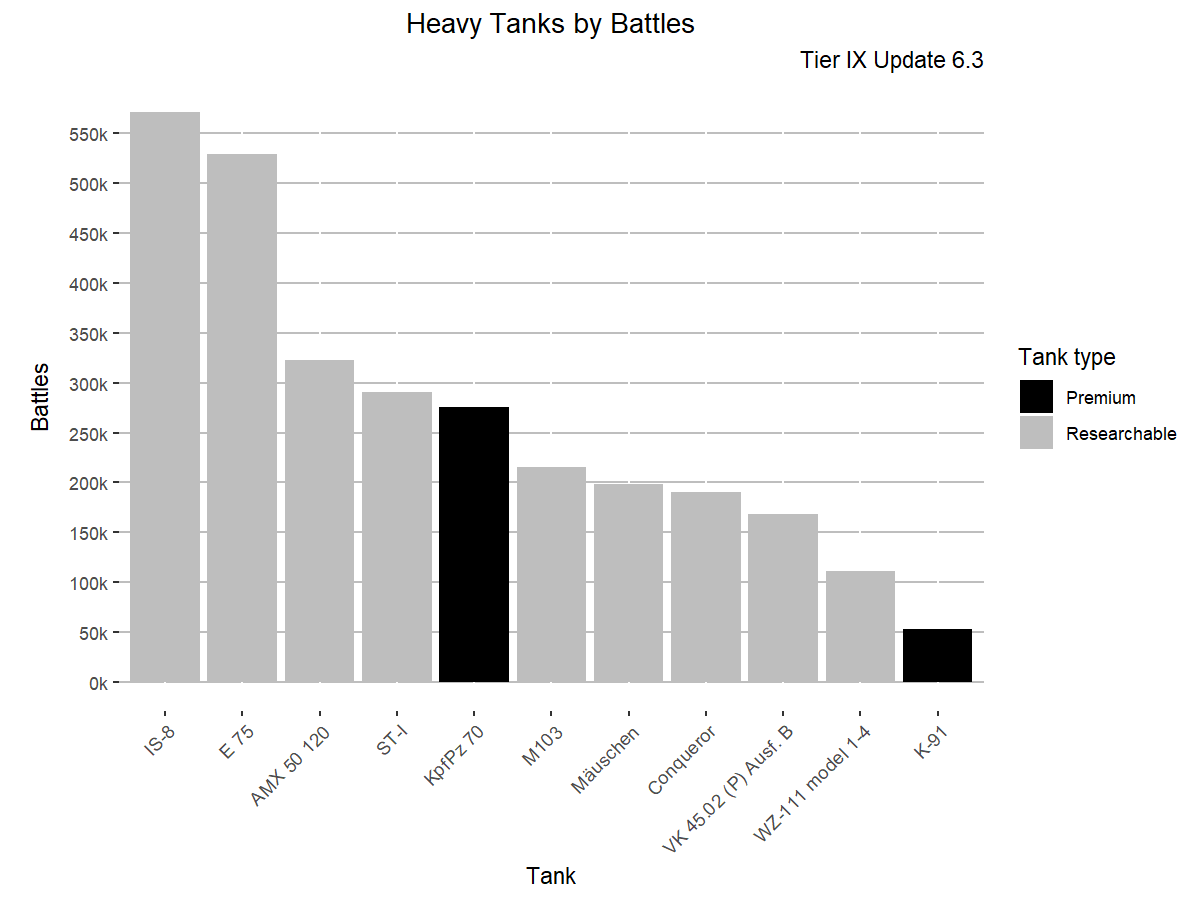 Heavy Tanks by Battles
Tier IX Update 6.3
550k
500k
450k
400k
350k
300k
250k
200k
150k
100k
50k
0k
Battles
IS-8
E 75
AMX 50 120
ST-I
KpfPz 70
M103
Mäuschen
Conqueror
VK 45.02 (P) Ausf. B
WZ-111 model 1-4
K-91
Tank
Tank type
Premium
Researchable